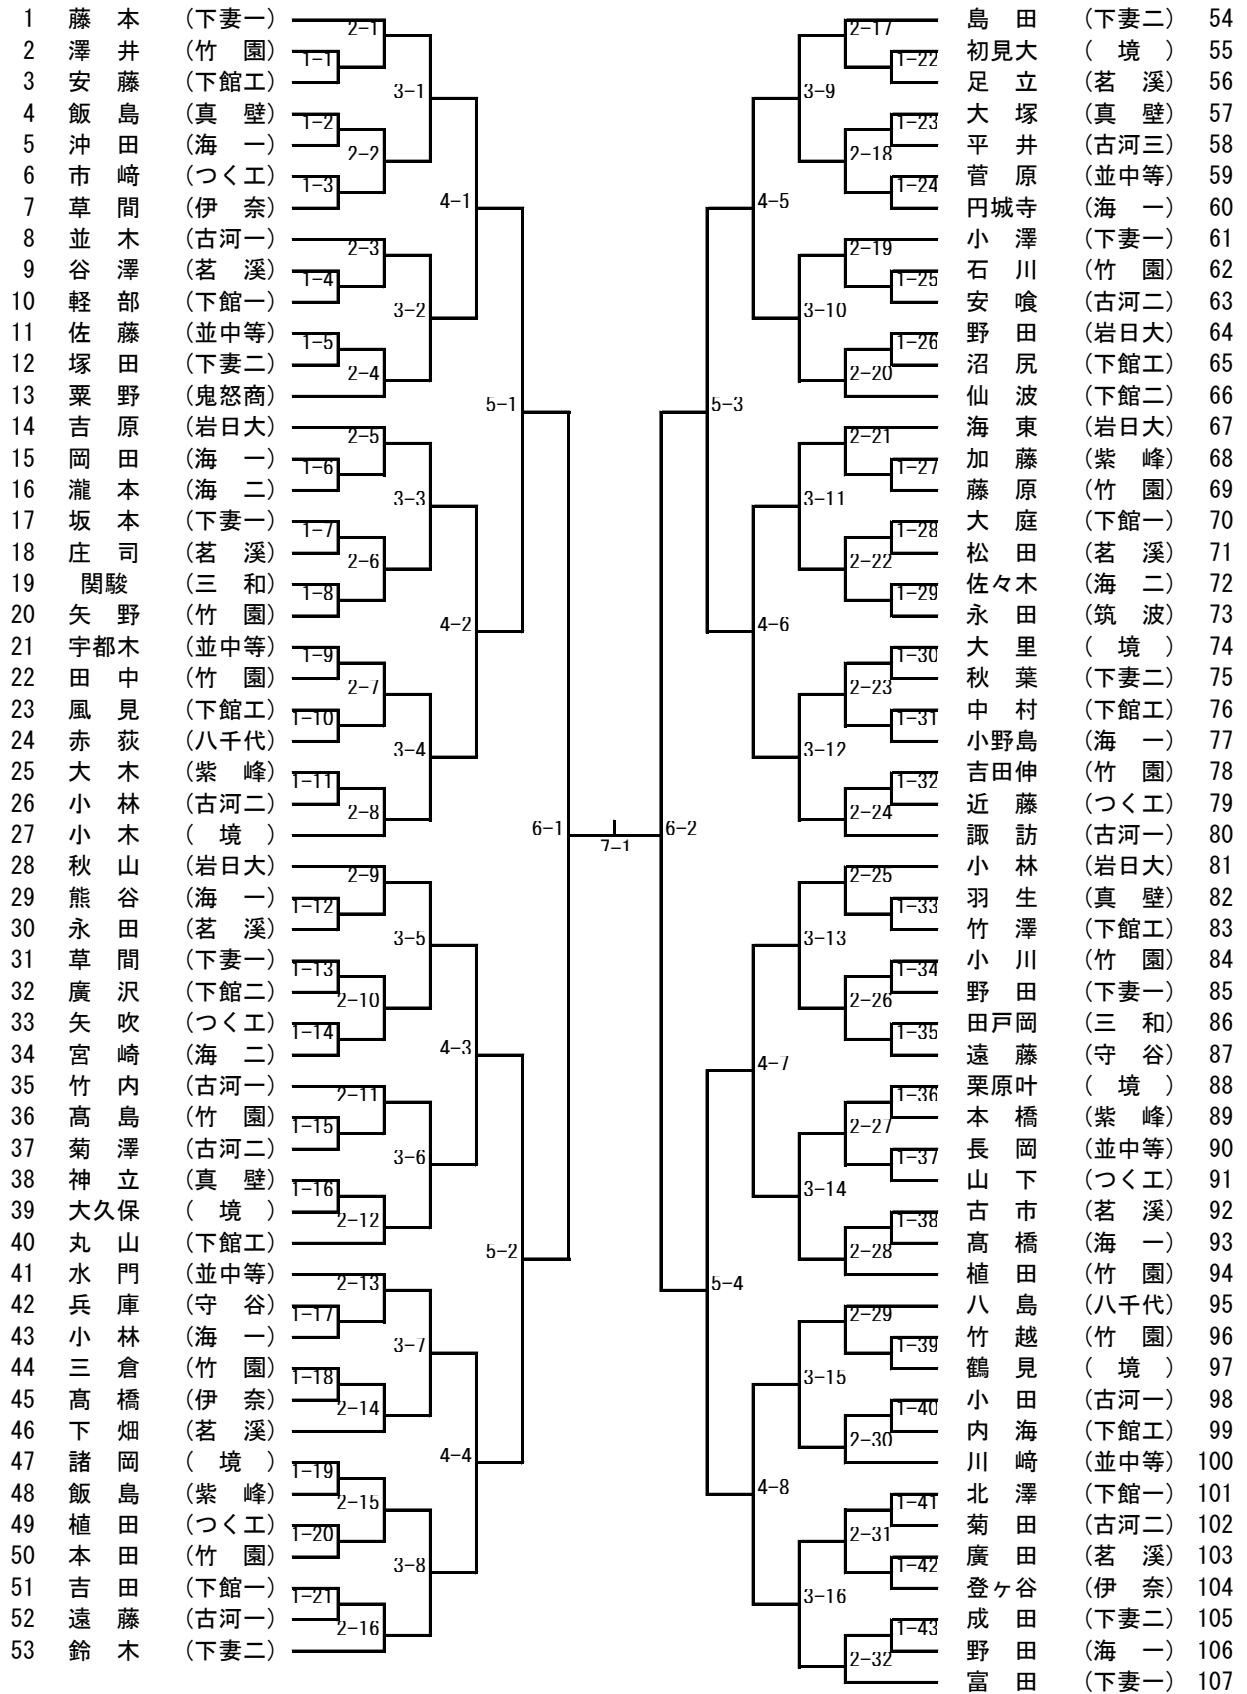 1 藤 本 (下妻一) 2-1 2-17 島 田 (下妻二) 54
2 澤 井 (竹 園) 1-1 1-22 初見大 ( 境 ) 55
3 安 藤 (下館工) 3-1 3-9 足 立 (茗 溪) 56
4 飯 島 (真 壁) 1-2 1-23 大 塚 (真 壁) 57
5 沖 田 (海 一) 2-2 2-18 平 井 (古河三) 58
6 市 﨑 (つく工) 1-3 1-24 菅 原 (並中等) 59
7 草 間 (伊 奈) 4-1 4-5 円城寺 (海 一) 60
8 並 木 (古河一) 2-3 2-19 小 澤 (下妻一) 61
9 谷 澤 (茗 溪) 1-4 1-25 石 川 (竹 園) 62
10 軽 部 (下館一) 3-2 3-10 安 喰 (古河二) 63
11 佐 藤 (並中等) 1-5 1-26 野 田 (岩日大) 64
12 塚 田 (下妻二) 2-4 2-20 沼 尻 (下館工) 65
13 粟 野 (鬼怒商) 5-1 5-3 仙 波 (下館二) 66
14 吉 原 (岩日大) 2-5 2-21 海 東 (岩日大) 67
15 岡 田 (海 一) 1-6 1-27 加 藤 (紫 峰) 68
16 瀧 本 (海 二) 3-3 3-11 藤 原 (竹 園) 69
17 坂 本 (下妻一) 1-7 1-28 大 庭 (下館一) 70
18 庄 司 (茗 溪) 2-6 2-22 松 田 (茗 溪) 71
19 関駿 (三 和) 1-8 1-29 佐々木 (海 二) 72
20 矢 野 (竹 園) 4-2 4-6 永 田 (筑 波) 73
21 宇都木 (並中等) 1-9 1-30 大 里 ( 境 ) 74
22 田 中 (竹 園) 2-7 2-23 秋 葉 (下妻二) 75
23 風 見 (下館工) 1-10 1-31 中 村 (下館工) 76
24 赤 荻 (八千代) 3-4 3-12 小野島 (海 一) 77
25 大 木 (紫 峰) 1-11 1-32 吉田伸 (竹 園) 78
26 小 林 (古河二) 2-8 2-24 近 藤 (つく工) 79
27 小 木 ( 境 ) 6-1 7-1 6-2 諏 訪 (古河一) 80
28 秋 山 (岩日大) 2-9 2-25 小 林 (岩日大) 81
29 熊 谷 (海 一) 1-12 1-33 羽 生 (真 壁) 82
30 永 田 (茗 溪) 3-5 3-13 竹 澤 (下館工) 83
31 草 間 (下妻一) 1-13 1-34 小 川 (竹 園) 84
32 廣 沢 (下館二) 2-10 2-26 野 田 (下妻一) 85
33 矢 吹 (つく工) 1-14 1-35 田戸岡 (三 和) 86
34 宮 崎 (海 二) 4-3 4-7 遠 藤 (守 谷) 87
35 竹 内 (古河一) 2-11 1-36 栗原叶 ( 境 ) 88
36 髙 島 (竹 園) 1-15 2-27 本 橋 (紫 峰) 89
37 菊 澤 (古河二) 3-6 1-37 長 岡 (並中等) 90
38 神 立 (真 壁) 1-16 3-14 山 下 (つく工) 91
39 大久保 ( 境 ) 2-12 1-38 古 市 (茗 溪) 92
40 丸 山 (下館工) 5-2 2-28 髙 橋 (海 一) 93
41 水 門 (並中等) 2-13 5-4 植 田 (竹 園) 94
42 兵 庫 (守 谷) 1-17 2-29 八 島 (八千代) 95
43 小 林 (海 一) 3-7 1-39 竹 越 (竹 園) 96
44 三 倉 (竹 園) 1-18 3-15 鶴 見 ( 境 ) 97
45 髙 橋 (伊 奈) 2-14 1-40 小 田 (古河一) 98
46 下 畑 (茗 溪) 2-30 内 海 (下館工) 99
47 諸 岡 ( 境 ) 1-19 4-4 川 﨑 (並中等) 100
48 飯 島 (紫 峰) 2-15 4-8 1-41 北 澤 (下館一) 101
49 植 田 (つく工) 1-20 2-31 菊 田 (古河二) 102
50 本 田 (竹 園) 3-8 1-42 廣 田 (茗 溪) 103
51 吉 田 (下館一) 1-21 3-16 登ヶ谷 (伊 奈) 104
52 遠 藤 (古河一) 2-16 1-43 成 田 (下妻二) 105
53 鈴 木 (下妻二) 2-32 野 田 (海 一) 106
富 田 (下妻一) 107